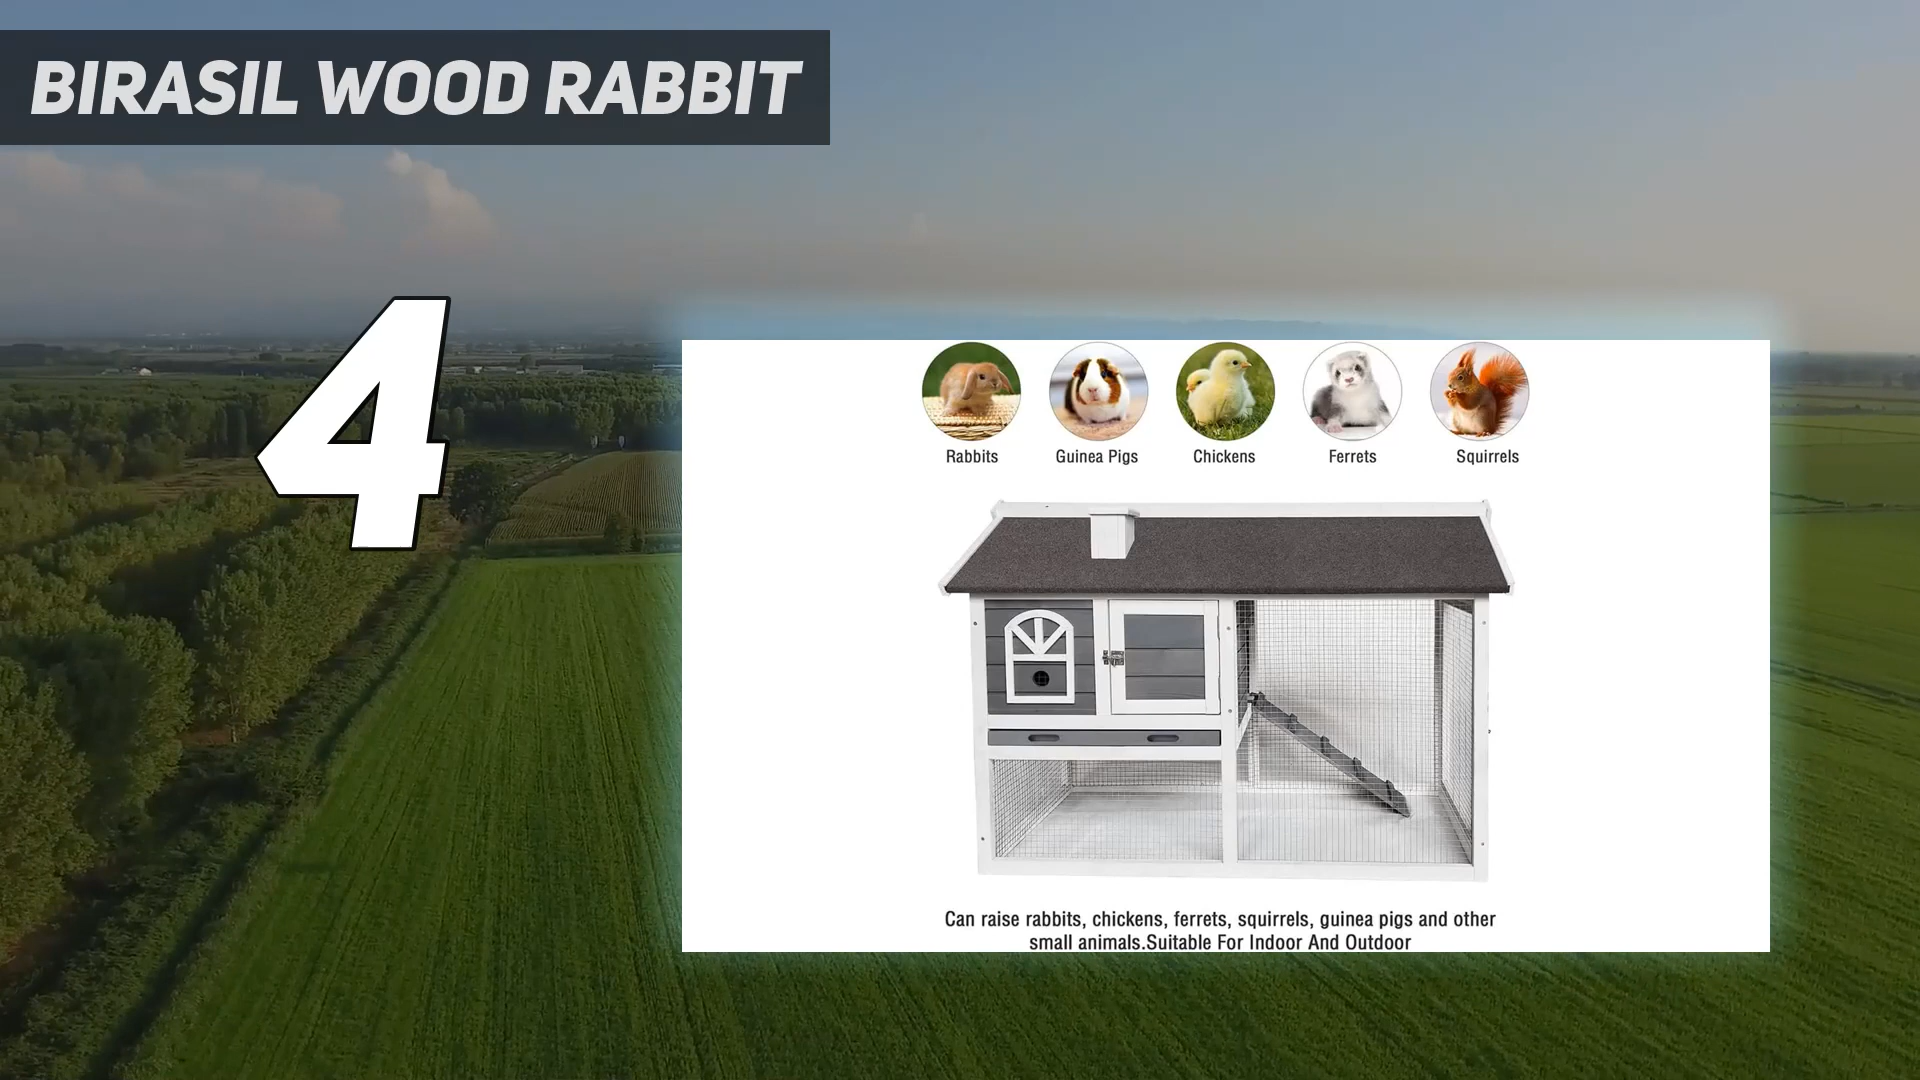 BIRASIL WOOD RABBIT
4
Rabbits Guinea Pigs Chickens Ferrets Squirrels
Can raise rabbits, chickens, ferrets, squirrels, guinea pigs and other
small animals.Suitable For Indoor And Outdoor